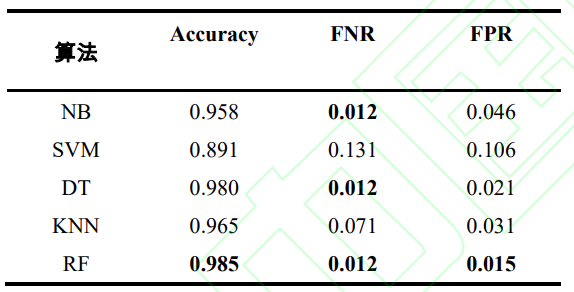 算法 Accuracy FNR FPR
NB 0.958 0.012 0.046
SVM 0.891 0.131 0.106
DT 0.980 0.012 0.021
KNN 0.965 0.071 0.031
RF 0.985 0.012 0.015